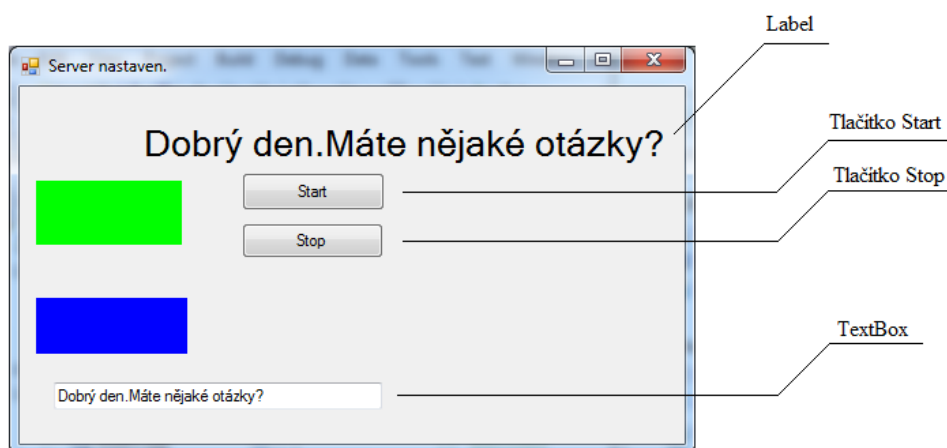 Label
Server nastaven.
Dobrý den.Máte nějaké otázky?
Tlačítko Start
Start
Tlačítko Stop
Stop
TextBox
Dobrý den.Máte nějaké otázky?